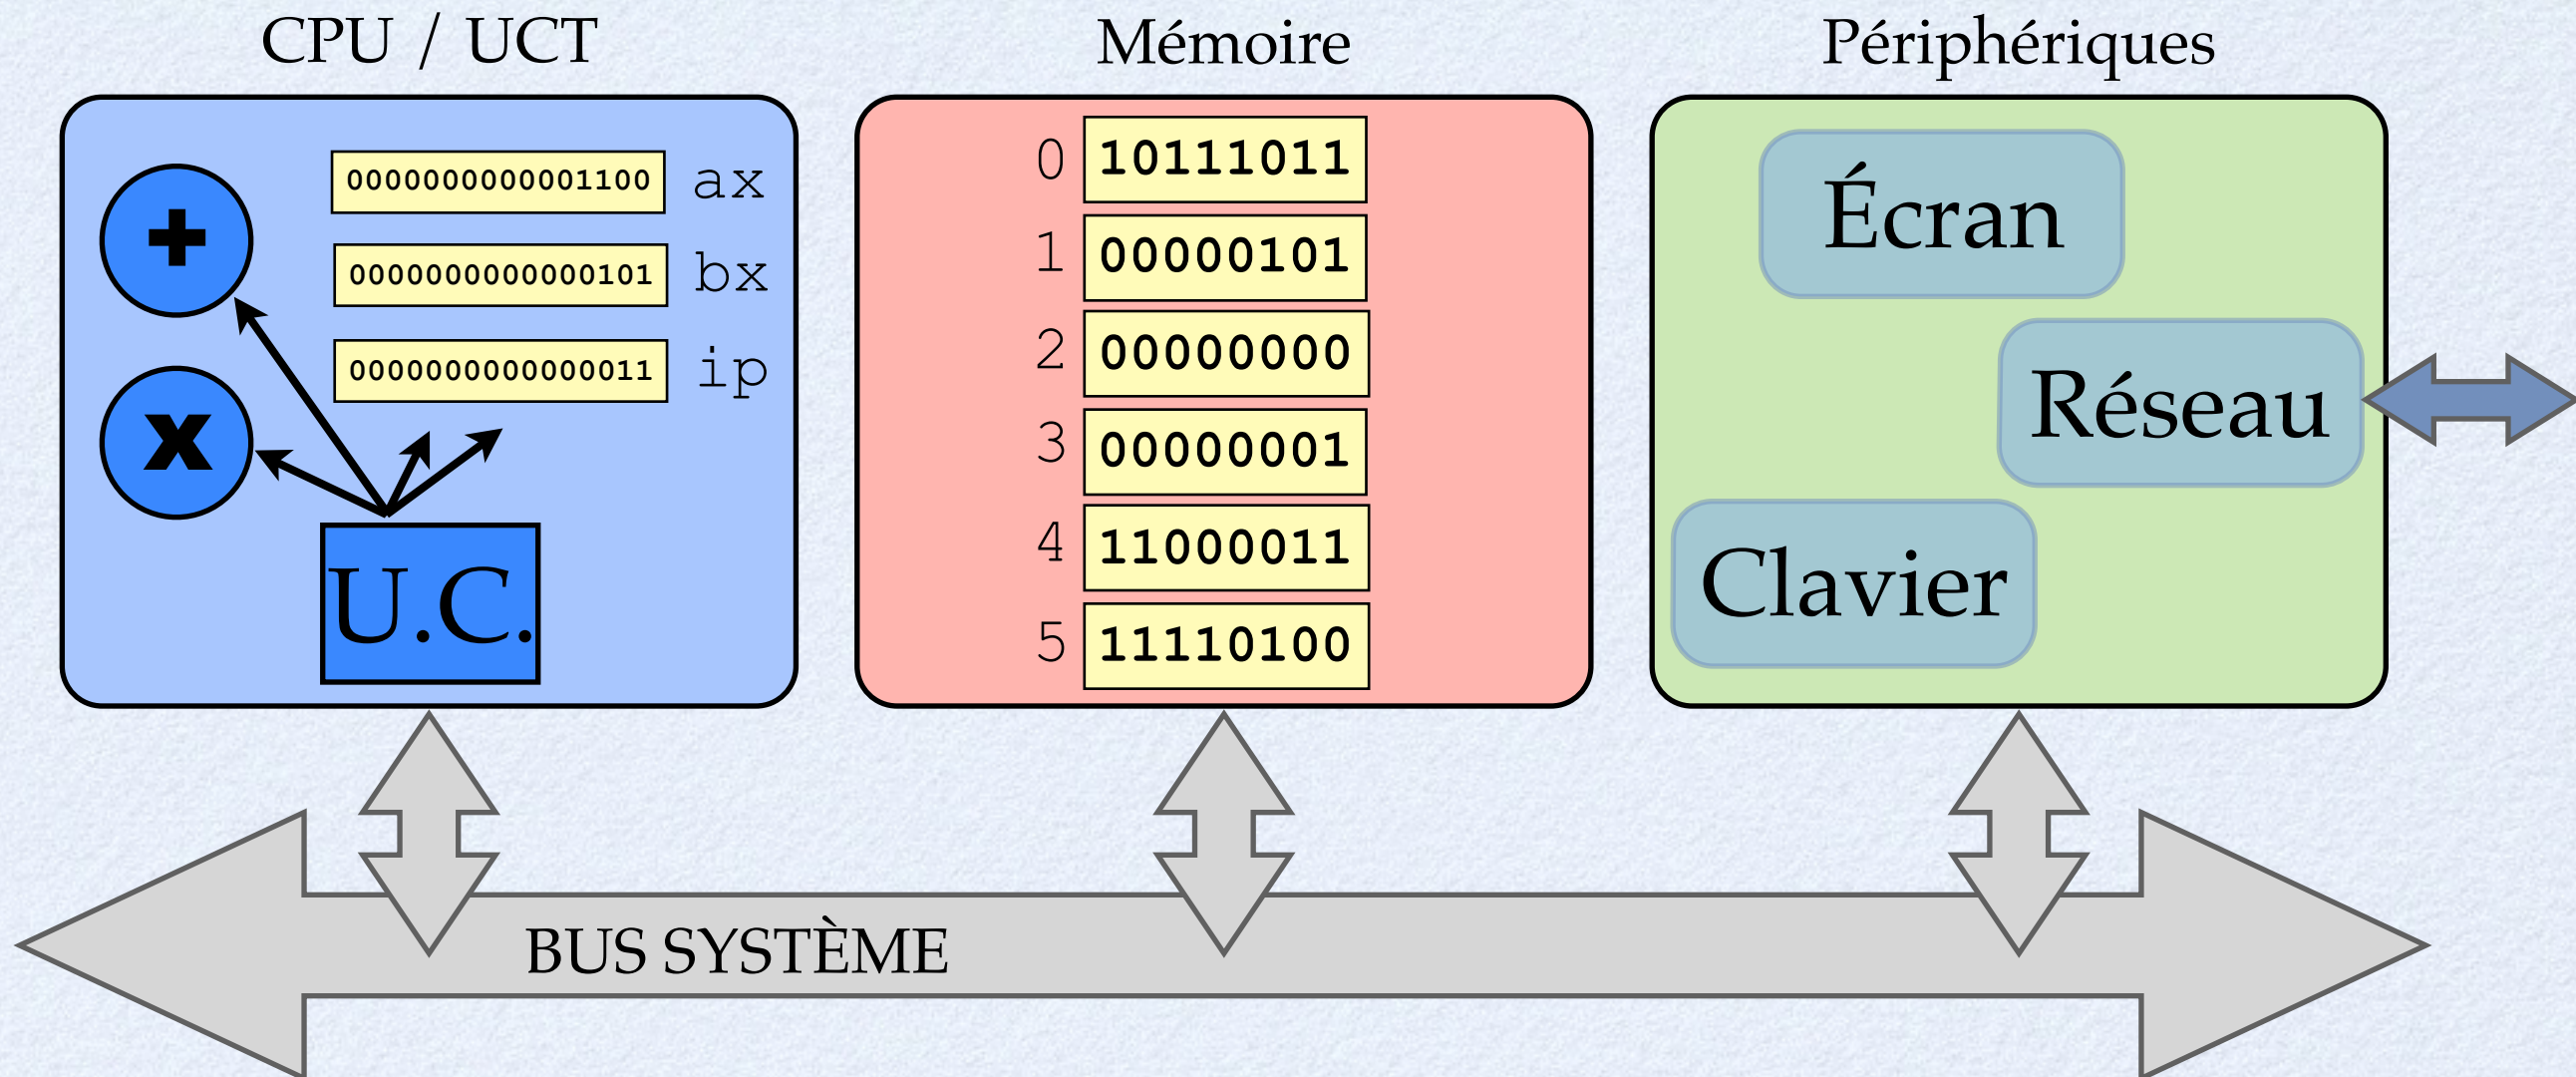 CPU / UCT
+
0000000000001100 ax
0000000000000101 bx
0000000000000011 ip
x
U.C.
Mémoire
0 10111011
1 00000101
2 00000000
3 00000001
4 11000011
5 11110100
Périphériques
Écran
Réseau
Clavier
BUS SYSTÈME